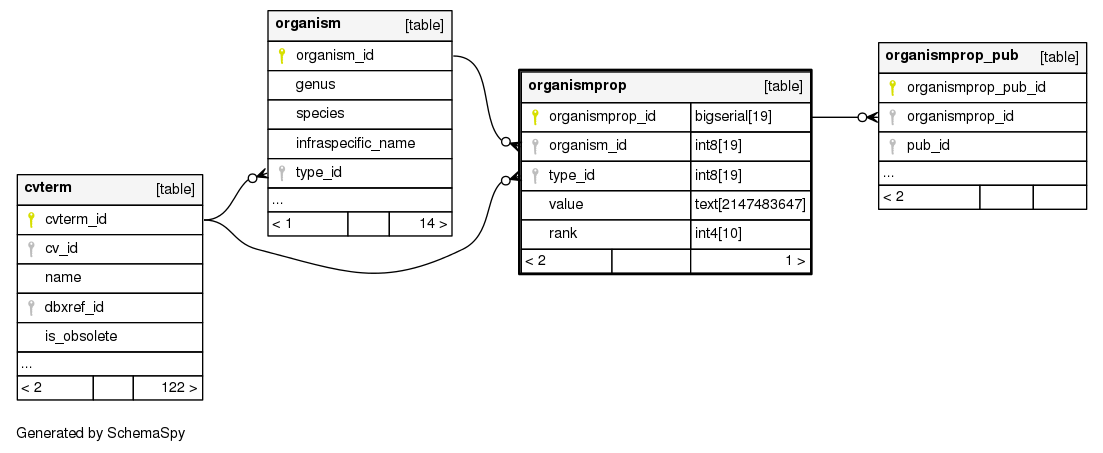 organism [table]
organism_id
genus
species
infraspecific_name
type_id
...
< 1 14 >
organismprop [table]
organismprop_id bigserial[19]
organism_id int8[19]
type_id int8[19]
value text[2147483647]
rank int4[10]
< 2 1 >
organismprop_pub [table]
organismprop_pub_id
organismprop_id
pub_id
...
< 2
cvterm [table]
cvterm_id
cv_id
name
dbxref_id
is_obsolete
...
< 2 122 >
Generated by SchemaSpy